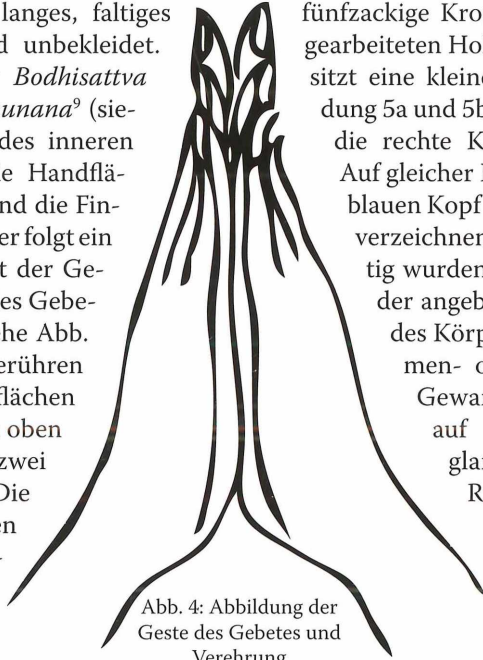 langes, faltiges
unbekleidet.
Bodhisattva
unana⁹ (sie-
des inneren
Handflä-
nd die Fin-
er folgt ein
t der Ge-
es Gebe-
ehe Abb.
erühren
flächen
oben
zwei
Die
en
fünfzackige Kro
gearbeiteten Ho
sitzt eine klein
dung 5a und 5b
die rechte K
Auf gleicher
blauen Kopf
verzeichnen
tig wurden
der angeb
des Körp
men- o
Gewan
auf
gla
R
Abb. 4: Abbildung der
Geste des Gebetes und
Verehrung